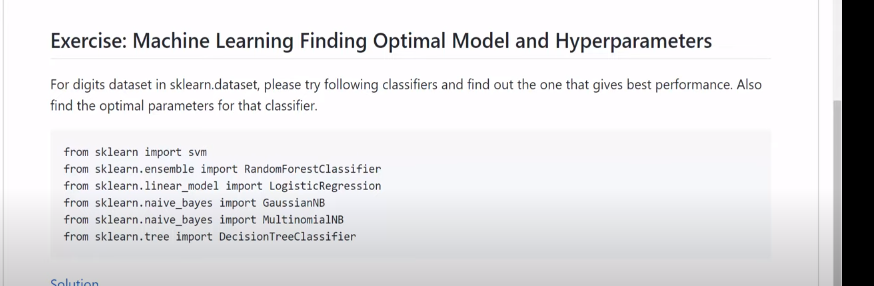 Exercise: Machine Learning Finding Optimal Model and Hyperparameters
For digits dataset in sklearn.dataset, please try following classifiers and find out the one that gives best performance. Also
find the optimal parameters for that classifier.
from sklearn import svm
from sklearn.ensemble import RandomForestClassifier
from sklearn.linear_model import LogisticRegression
from sklearn.naive_bayes import GaussianNB
from sklearn.naive_bayes import MultinomialNB
from sklearn.tree import DecisionTreeClassifier
Solution